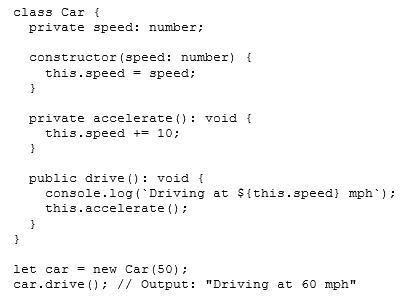 class Car {
  private speed: number;

  constructor(speed: number) {
    this.speed = speed;
  }

  private accelerate(): void {
    this.speed += 10;
  }

  public drive(): void {
    console.log(`Driving at ${this.speed} mph`);
    this.accelerate();
  }
}

let car = new Car(50);
car.drive(); // Output: "Driving at 60 mph"